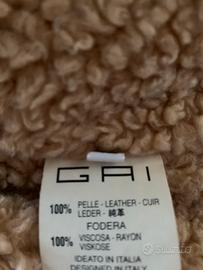 GAI
100% PELLE - LEATHER - CUIR
LEDER - 純革
FODERA
100% VISCOSA - RAYON
VISKOSE
IDEATO IN ITALIA
DESIGNED IN ITALY
subito